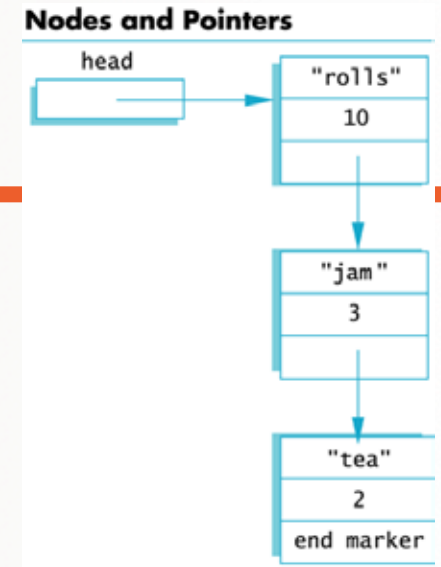 Nodes and Pointers
head
"rolls"
10
"jam"
3
"tea"
2
end marker